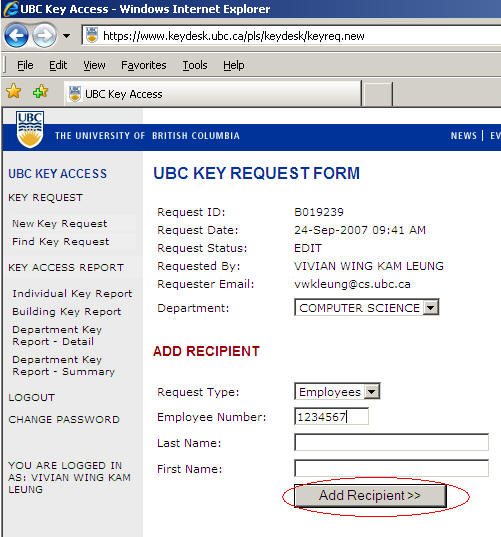 UBC Key Access - Windows Internet Explorer
https://www.keydesk.ubc.ca/pls/keydesk/keyreq.new
File Edit View Favorites Tools Help
UBC Key Access
UBC
THE UNIVERSITY OF BRITISH COLUMBIA NEWS | EV
UBC KEY ACCESS
KEY REQUEST
New Key Request
Find Key Request
KEY ACCESS REPORT
Individual Key Report
Building Key Report
Department Key
Report - Detail
Department Key
Report - Summary
LOGOUT
CHANGE PASSWORD
YOU ARE LOGGED IN
AS: VIVIAN WING KAM
LEUNG
UBC KEY REQUEST FORM
Request ID: B019239
Request Date: 24-Sep-2007 09:41 AM
Request Status: EDIT
Requested By: VIVIAN WING KAM LEUNG
Requester Email: vwkleung@cs.ubc.ca
Department: COMPUTER SCIENCE
ADD RECIPIENT
Request Type: Employees
Employee Number: 1234567
Last Name:
First Name:
Add Recipient >>